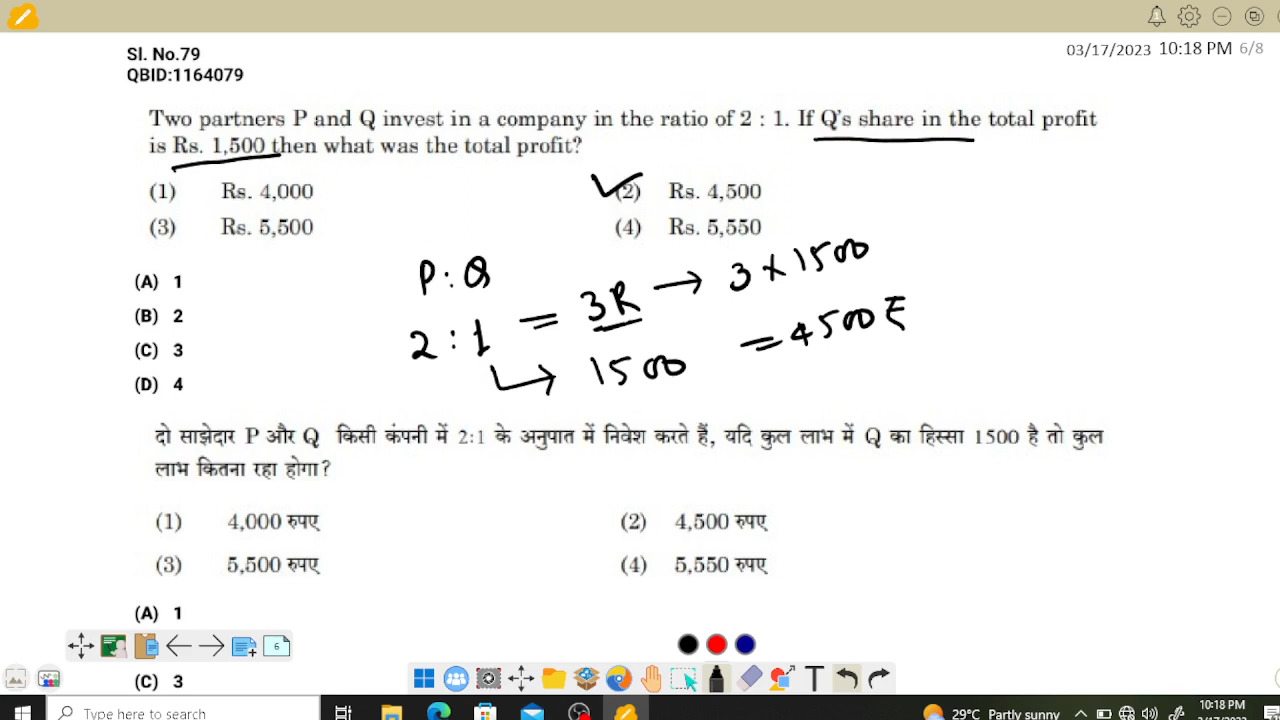 03/17/2023 10:18 PM 6/8
Sl. No.79
QBID:1164079
Two partners P and Q invest in a company in the ratio of 2 : 1. If Q's share in the total profit
is Rs. 1,500 then what was the total profit?
(1) Rs. 4,000 (2) Rs. 4,500
(3) Rs. 5,500 (4) Rs. 5,550
(A) 1
(B) 2
(C) 3
(D) 4
P : Q
2 : 1 = 3R → 3 × 1500
→ 1500 = 4500 ₹
दो साझेदार P और Q किसी कंपनी में 2:1 के अनुपात में निवेश करते हैं, यदि कुल लाभ में Q का हिस्सा 1500 है तो कुल
लाभ कितना रहा होगा?
(1) 4,000 रुपए (2) 4,500 रुपए
(3) 5,500 रुपए (4) 5,550 रुपए
(A) 1
6
(C) 3
Type here to search
29°C Partly sunny
10:18 PM